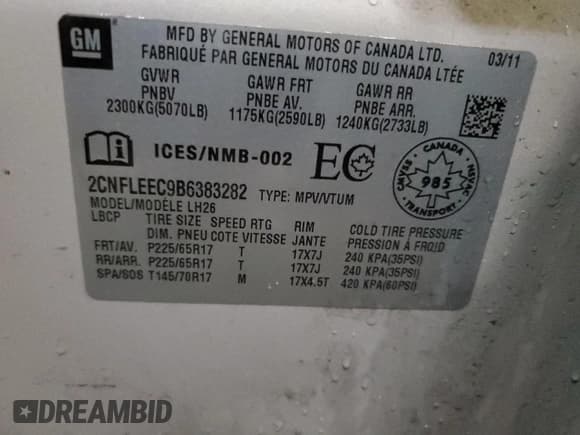 GM
MFD BY GENERAL MOTORS OF CANADA LTD.
FABRIQUÉ PAR GENERAL MOTORS DU CANADA LTÉE
03/11
GVWR GAWR FRT GAWR RR
PNBV PNBE AV. PNBE ARR.
2300KG(5070LB) 1175KG(2590LB) 1240KG(2733LB)
ICES/NMB-002 EC
CANADA
CMVSS NSVAC
985
CANADA
2CNFLEEC9B6383282 TYPE: MPV/VTUM
MODEL/MODÈLE LH26
LBCP TIRE SIZE SPEED RTG RIM COLD TIRE PRESSURE
DIM. PNEU COTE VITESSE JANTE PRESSION À FROID
FRT/AV. P225/65R17 T 17X7J 240 KPA(35PSI)
RR/ARR. P225/65R17 T 17X7J 240 KPA(35PSI)
SPA/SOS T145/70R17 M 17X4.5T 420 KPA(60PSI)
DREAMBID